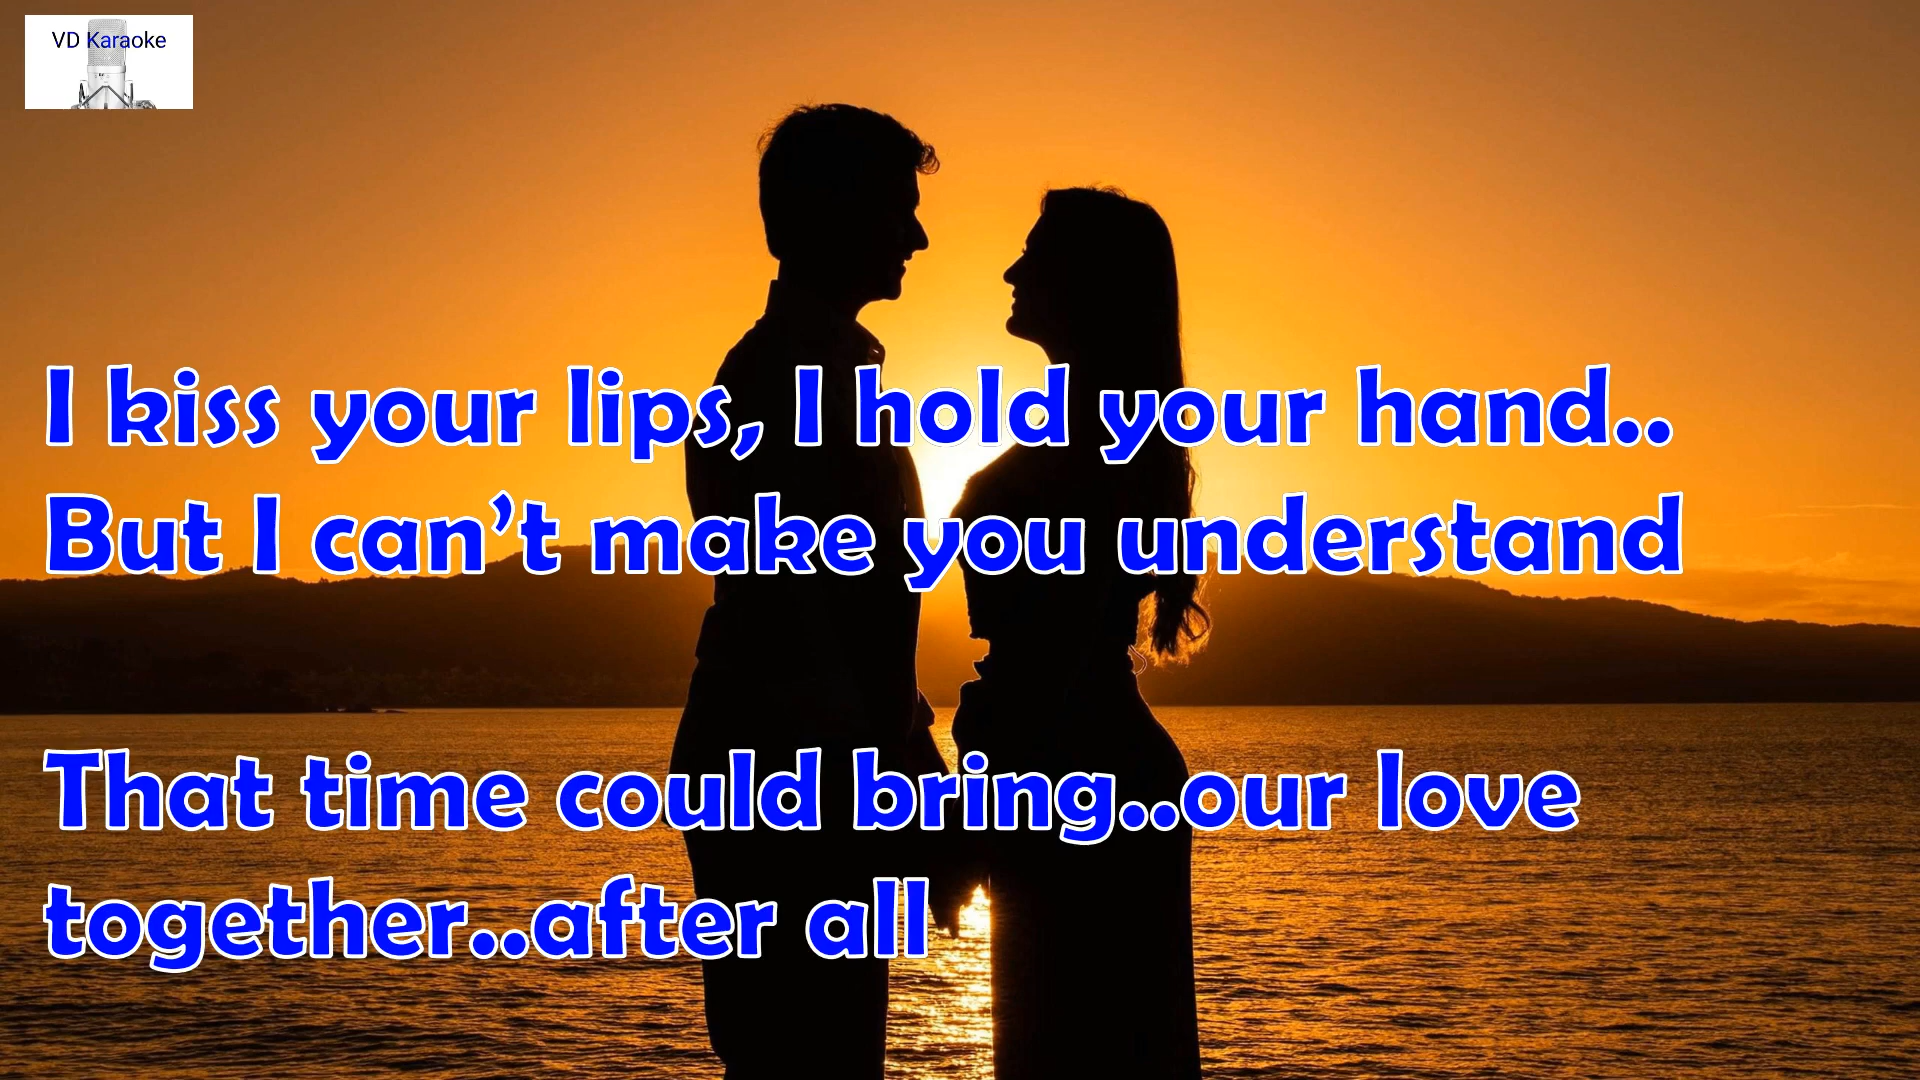 VD Karaoke
I kiss your lips, I hold your hand..
But I can’t make you understand
That time could bring..our love
together..after all